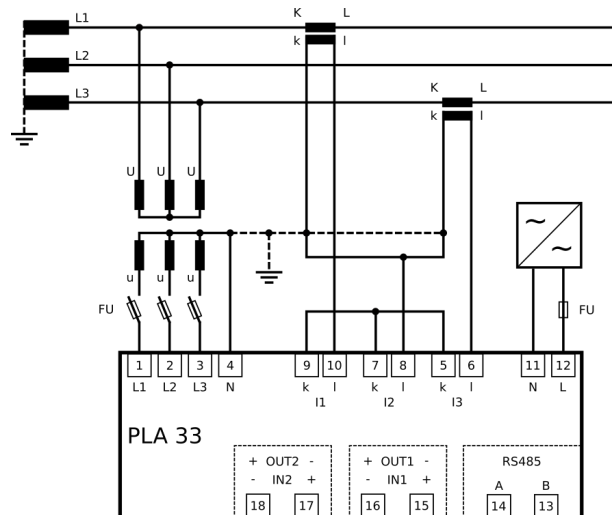 K L
L1
k l
L2
K L
L3
k l
U U U
~
~
u u u
FU FU
1 2 3 4 9 10 7 8 5 6 11 12
L1 L2 L3 N k l k l k l N L
I1 I2 I3
PLA 33
+ OUT2 - + OUT1 - RS485
- IN2 + - IN1 + A B
18 17 16 15 14 13